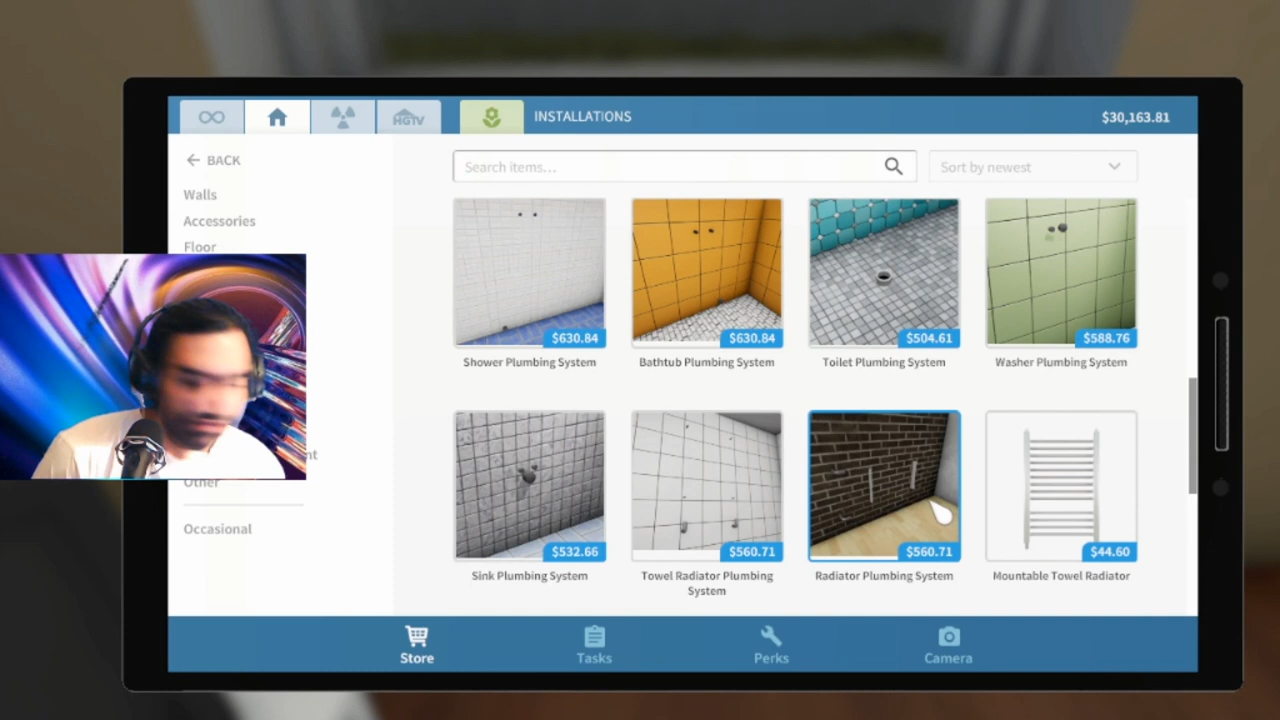 HGTV
INSTALLATIONS
$30,163.81
BACK
Search items...
Sort by newest
Walls
Accessories
Floor
Other
Occasional
$630.84
$630.84
$504.61
$588.76
Shower Plumbing System
Bathtub Plumbing System
Toilet Plumbing System
Washer Plumbing System
$532.66
$560.71
$560.71
$44.60
Sink Plumbing System
Towel Radiator Plumbing
System
Radiator Plumbing System
Mountable Towel Radiator
Store
Tasks
Perks
Camera